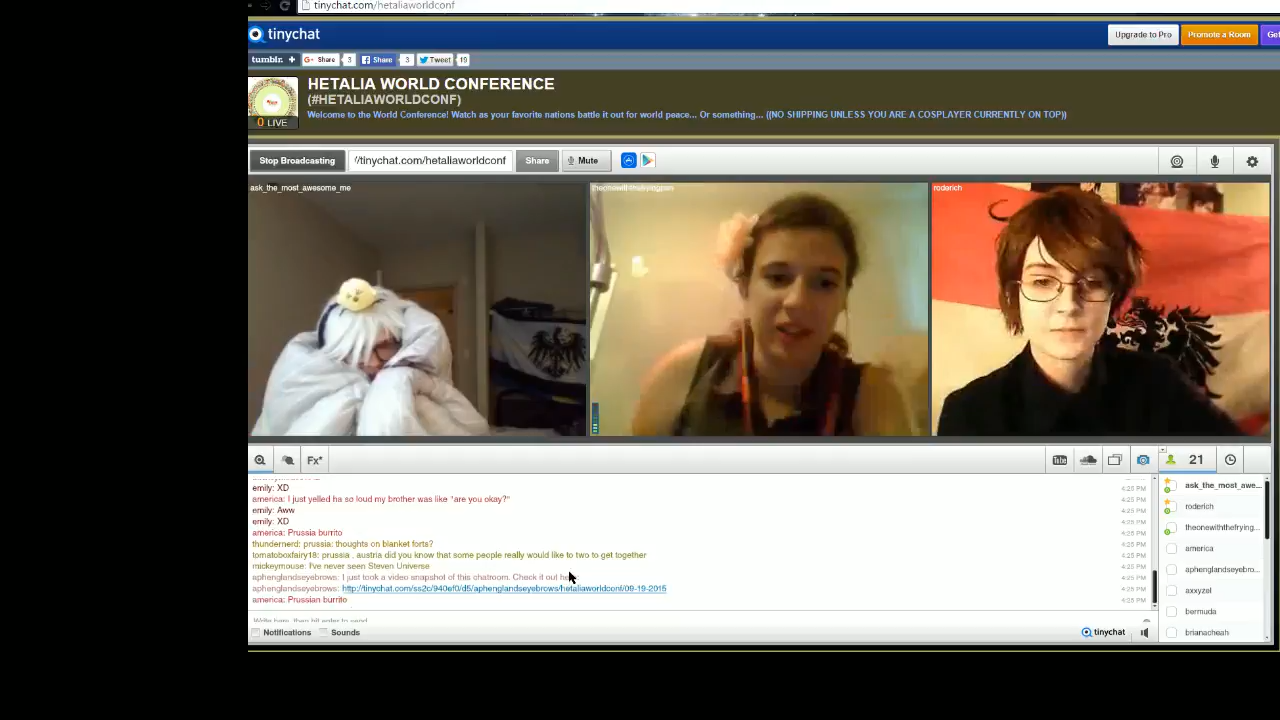 tinychat.com/hetaliaworldconf
tinychat
Upgrade to Pro
Promote a Room
Get
tumblr. +
Share 3
Share 3
Tweet 19
HETALIA WORLD CONFERENCE
(#HETALIAWORLDCONF)
Welcome to the World Conference! Watch as your favorite nations battle it out for world peace... Or something... ((NO SHIPPING UNLESS YOU ARE A COSPLAYER CURRENTLY ON TOP))
0 LIVE
Stop Broadcasting
//tinychat.com/hetaliaworldconf
Share
Mute
ask_the_most_awesome_me
roderich
Fx*
You Tube
21
emily: XD 4:25 PM
america: I just yelled ha so loud my brother was like "are you okay?" 4:25 PM
emily: Aww 4:25 PM
emily: XD 4:25 PM
america: Prussia burrito 4:25 PM
thundernerd: prussia: thoughts on blanket forts? 4:25 PM
tomatoboxfairy18: prussia , austria did you know that some people really would like to two to get together 4:25 PM
mickeymouse: I've never seen Steven Universe 4:25 PM
aphenglandseyebrows: I just took a video snapshot of this chatroom. Check it out 4:25 PM
aphenglandseyebrows: http://tinychat.com/ss2c/940ef0/d5/aphenglandseyebrows/hetaliaworldconf/09-19-2015 4:25 PM
america: Prussian burrito 4:25 PM
ask_the_most_awe...
roderich
theonewiththefrying...
america
aphenglandseyebro...
axxyzel
bermuda
brianacheah
Notifications
Sounds
tinychat